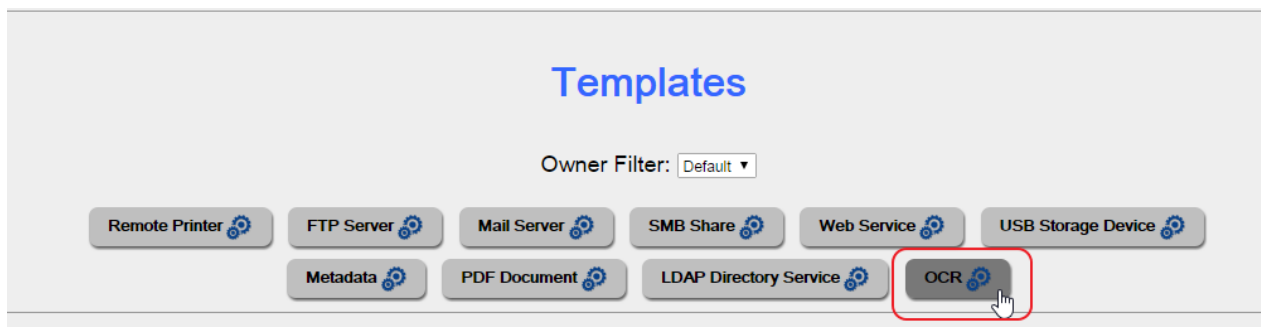 Templates
Owner Filter: Default
Remote Printer FTP Server Mail Server SMB Share Web Service USB Storage Device
Metadata PDF Document LDAP Directory Service OCR